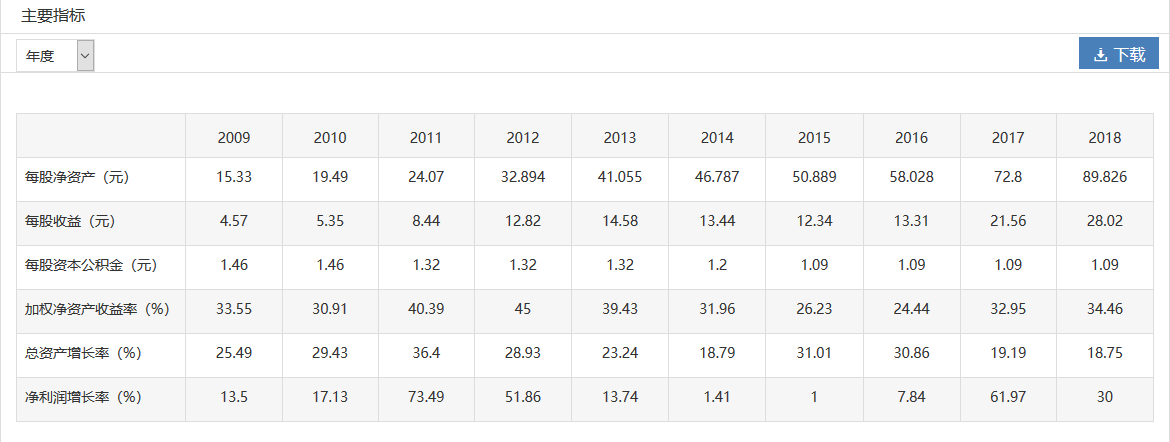 主要指标
年度
下载
2009 2010 2011 2012 2013 2014 2015 2016 2017 2018
每股净资产（元） 15.33 19.49 24.07 32.894 41.055 46.787 50.889 58.028 72.8 89.826
每股收益（元） 4.57 5.35 8.44 12.82 14.58 13.44 12.34 13.31 21.56 28.02
每股资本公积金（元） 1.46 1.46 1.32 1.32 1.32 1.2 1.09 1.09 1.09 1.09
加权净资产收益率（%） 33.55 30.91 40.39 45 39.43 31.96 26.23 24.44 32.95 34.46
总资产增长率（%） 25.49 29.43 36.4 28.93 23.24 18.79 31.01 30.86 19.19 18.75
净利润增长率（%） 13.5 17.13 73.49 51.86 13.74 1.41 1 7.84 61.97 30